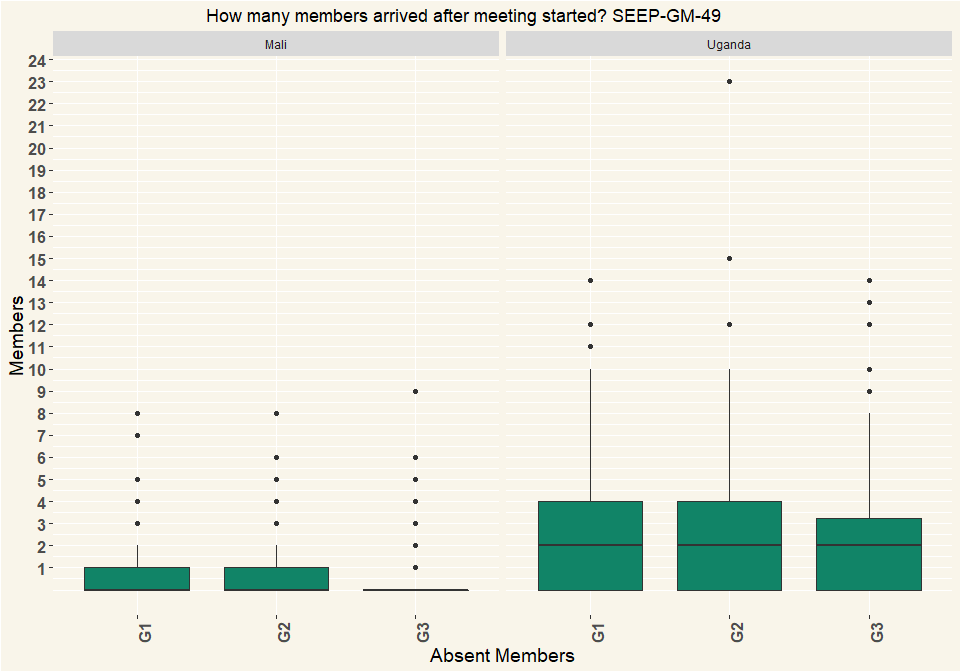 How many members arrived after meeting started? SEEP-GM-49
Mali
Uganda
24
23
22
21
20
19
18
17
16
15
14
13
12
11
10
9
8
7
6
5
4
3
2
1
Members
G1
G2
G3
G1
G2
G3
Absent Members